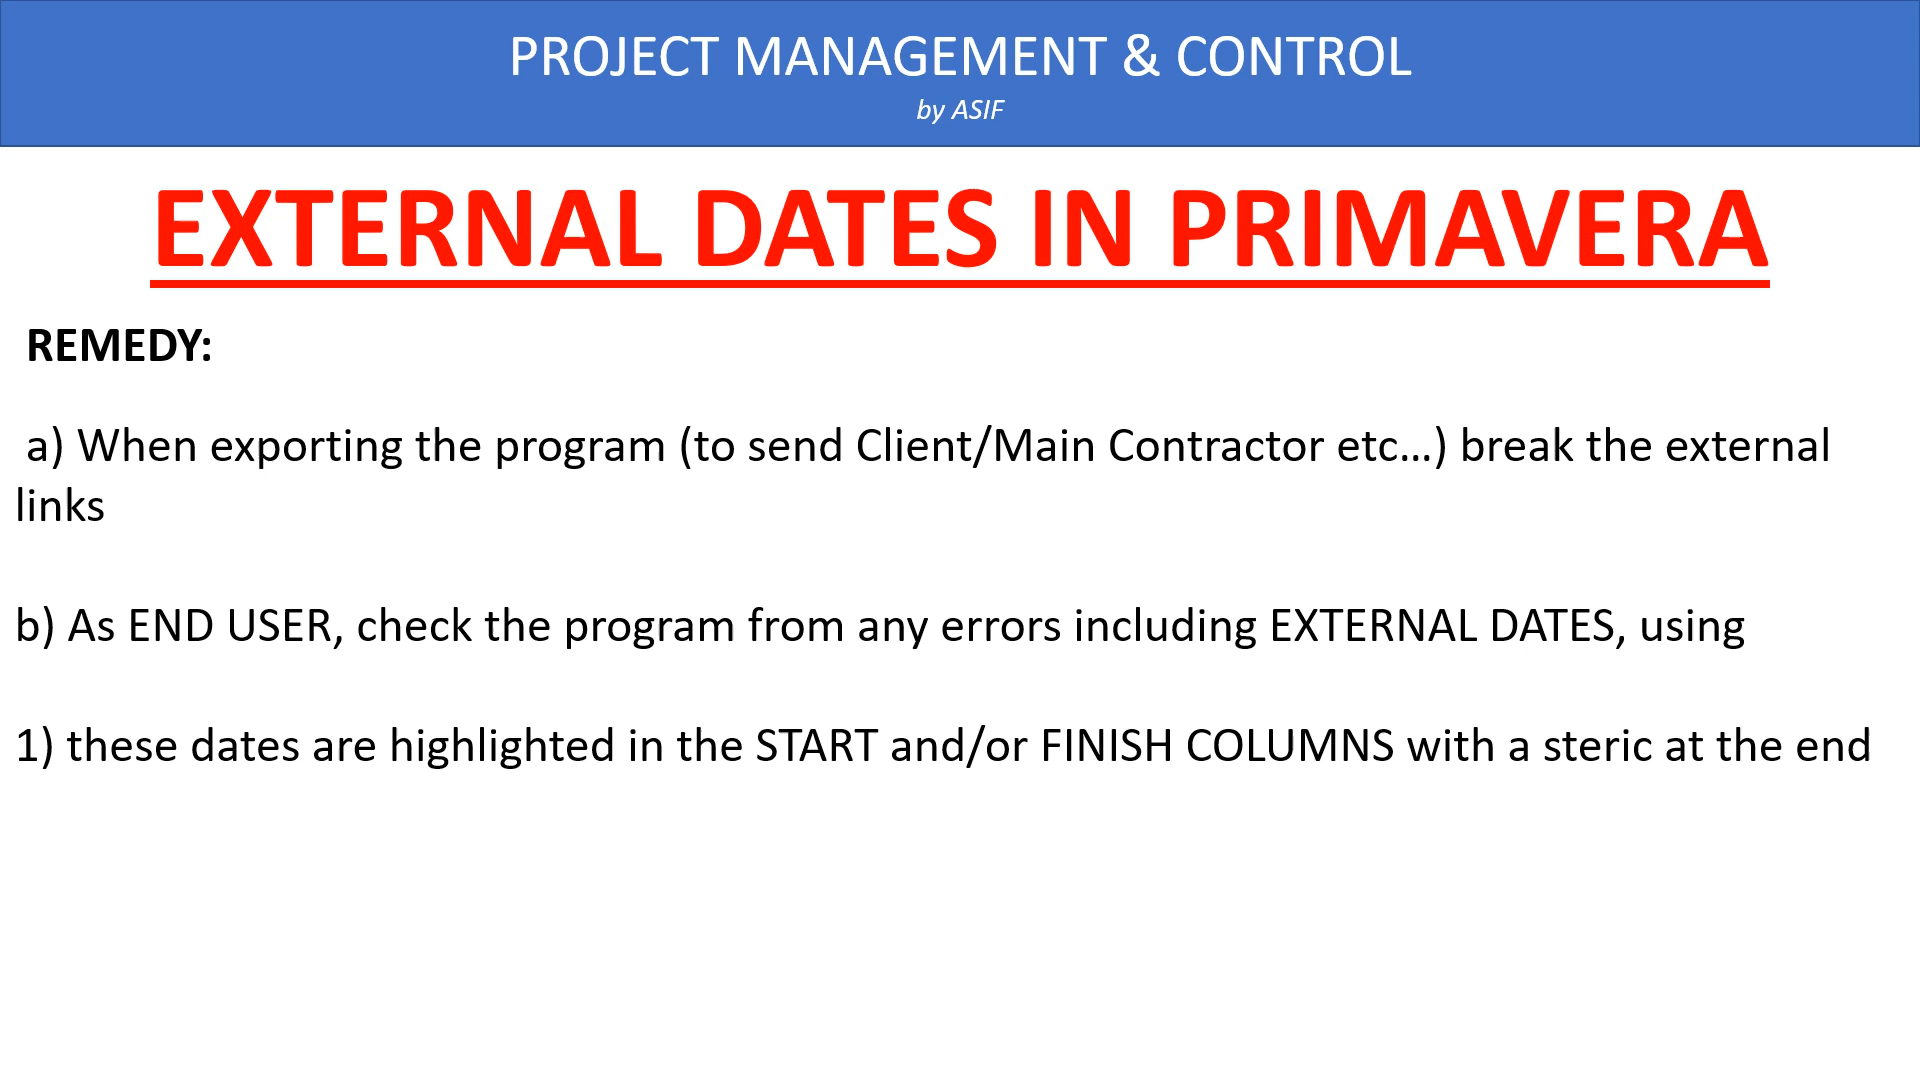 PROJECT MANAGEMENT & CONTROL
by ASIF
EXTERNAL DATES IN PRIMAVERA
REMEDY:
a) When exporting the program (to send Client/Main Contractor etc...) break the external
links
b) As END USER, check the program from any errors including EXTERNAL DATES, using
1) these dates are highlighted in the START and/or FINISH COLUMNS with a steric at the end